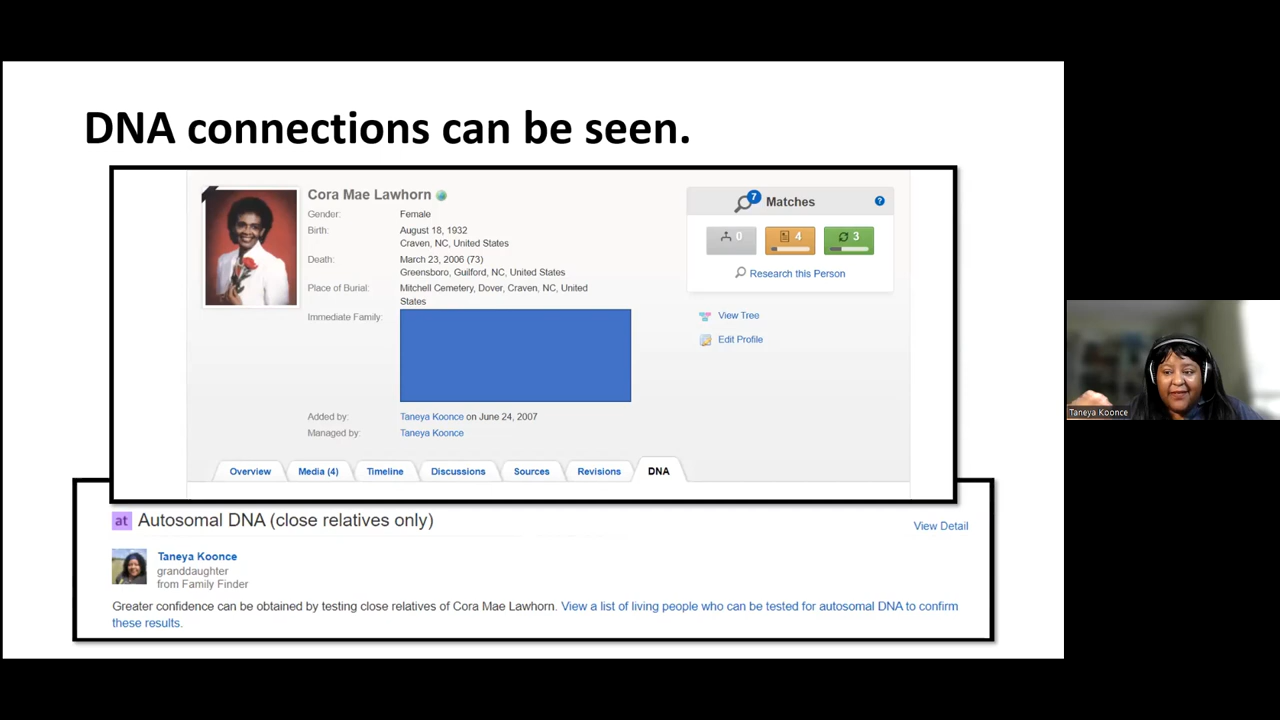 DNA connections can be seen.
Cora Mae Lawhorn
Gender: Female
Birth: August 18, 1932
Craven, NC, United States
Death: March 23, 2006 (73)
Greensboro, Guilford, NC, United States
Place of Burial: Mitchell Cemetery, Dover, Craven, NC, United
States
Immediate Family:
Added by: Taneya Koonce on June 24, 2007
Managed by: Taneya Koonce
7 Matches ?
0 4 3
Research this Person
View Tree
Edit Profile
Overview Media (4) Timeline Discussions Sources Revisions DNA
at Autosomal DNA (close relatives only) View Detail
Taneya Koonce
granddaughter
from Family Finder
Greater confidence can be obtained by testing close relatives of Cora Mae Lawhorn. View a list of living people who can be tested for autosomal DNA to confirm
these results.
Taneya Koonce